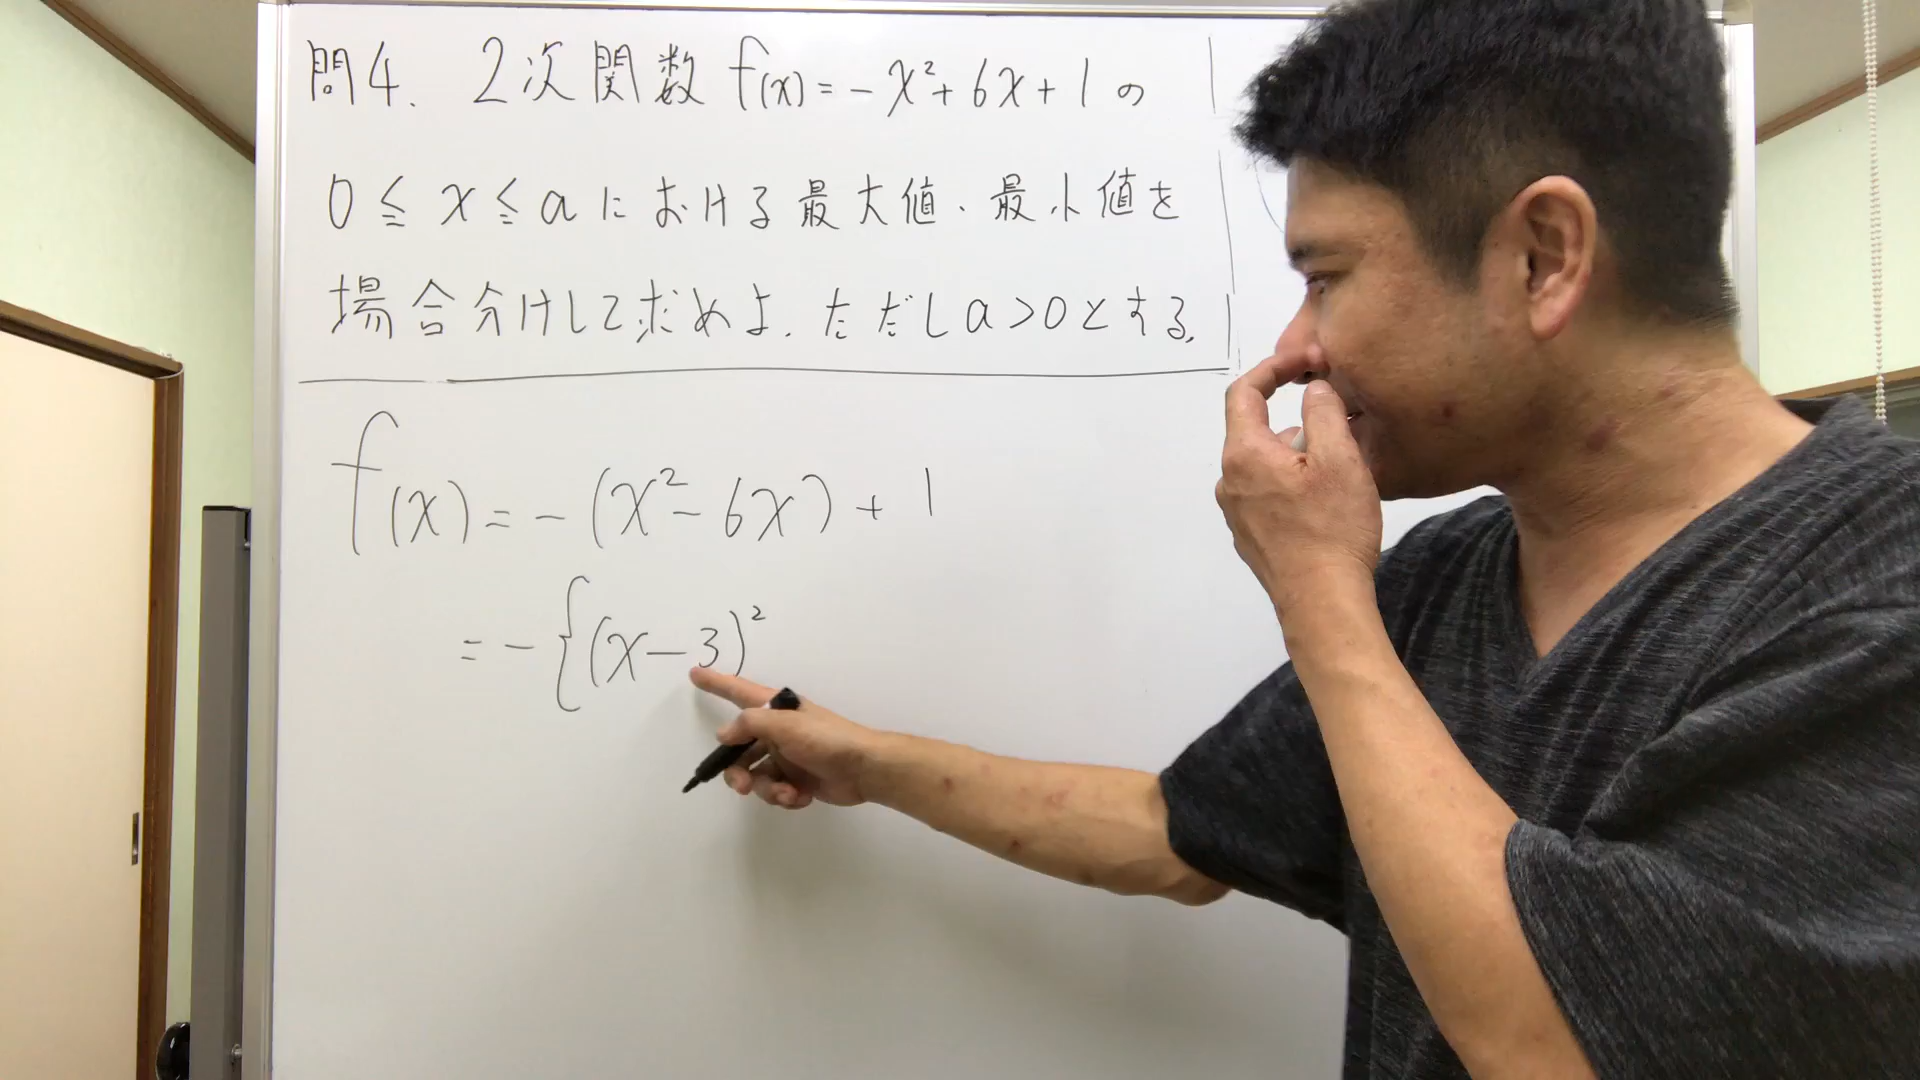 問4. 2次関数 f(x) = -x²+6x+1の
0≦x≦aにおける最大値、最小値を
場合分けして求めよ. ただしa>0とする.
f(x) = -(x²-6x)+1
= -{(x-3)²